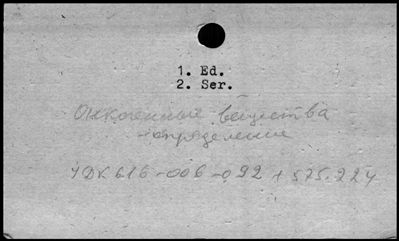 1. Ed.
2. Ser.
Онкогенные вещества
- определение
УДК 616-006-092 + 575.224